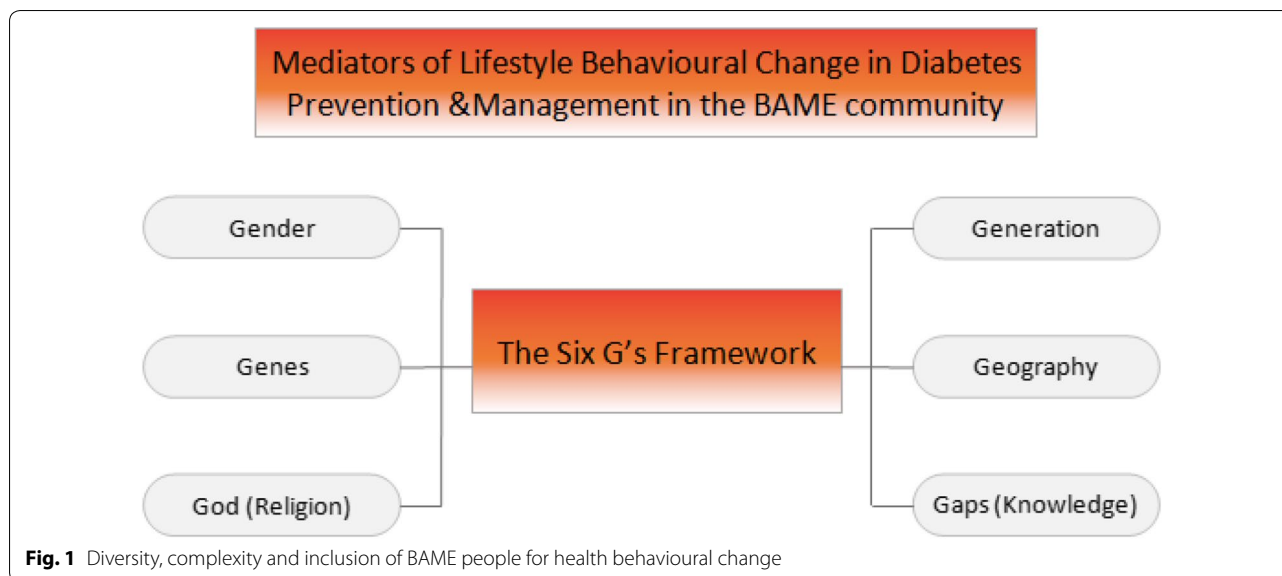 Mediators of Lifestyle Behavioural Change in Diabetes
Prevention &Management in the BAME community
Gender
Genes
God (Religion)
The Six G's Framework
Generation
Geography
Gaps (Knowledge)
Fig. 1 Diversity, complexity and inclusion of BAME people for health behavioural change